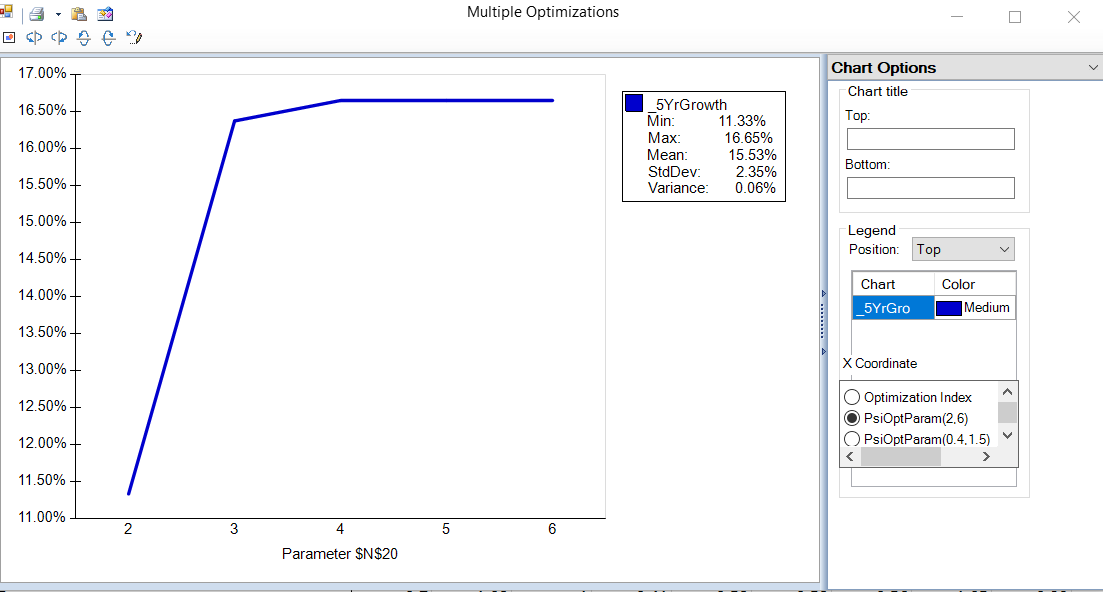 Multiple Optimizations
17.00%
16.50%
16.00%
15.50%
15.00%
14.50%
14.00%
13.50%
13.00%
12.50%
12.00%
11.50%
11.00%
2 3 4 5 6
Parameter $N$20
_5YrGrowth
Min: 11.33%
Max: 16.65%
Mean: 15.53%
StdDev: 2.35%
Variance: 0.06%
Chart Options
Chart title
Top:
Bottom:
Legend
Position: Top
Chart Color
_5YrGro Medium
X Coordinate
Optimization Index
PsiOptParam(2,6)
PsiOptParam(0.4,1.5)